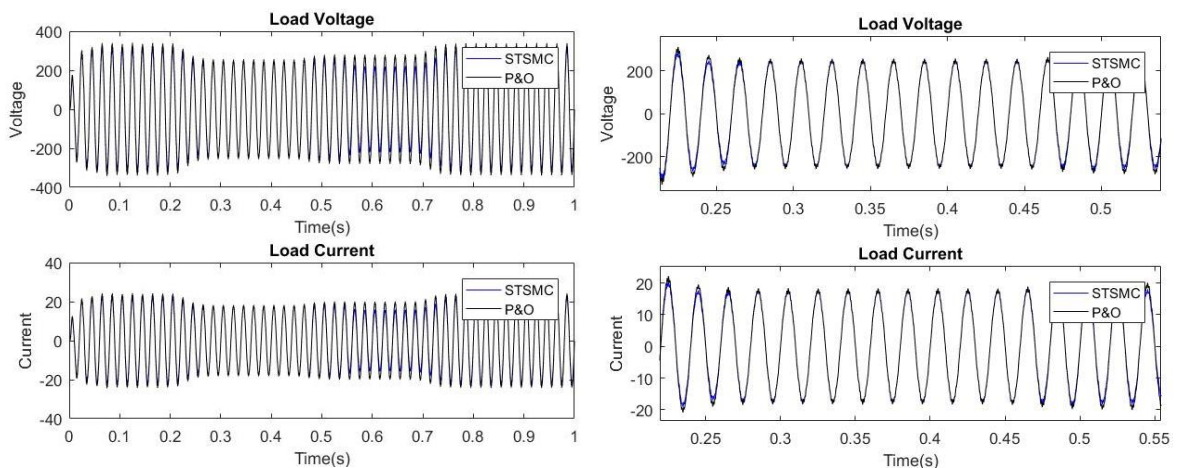 Load Voltage
400
200
0
-200
-400
Voltage
STSMC
P&O
0 0.1 0.2 0.3 0.4 0.5 0.6 0.7 0.8 0.9 1
Time(s)
Load Current
40
20
0
-20
-40
Current
STSMC
P&O
0 0.1 0.2 0.3 0.4 0.5 0.6 0.7 0.8 0.9 1
Time(s)
Load Voltage
200
0
-200
Voltage
STSMC
P&O
0.25 0.3 0.35 0.4 0.45 0.5
Time(s)
Load Current
20
10
0
-10
-20
Current
STSMC
P&O
0.25 0.3 0.35 0.4 0.45 0.5 0.55
Time(s)